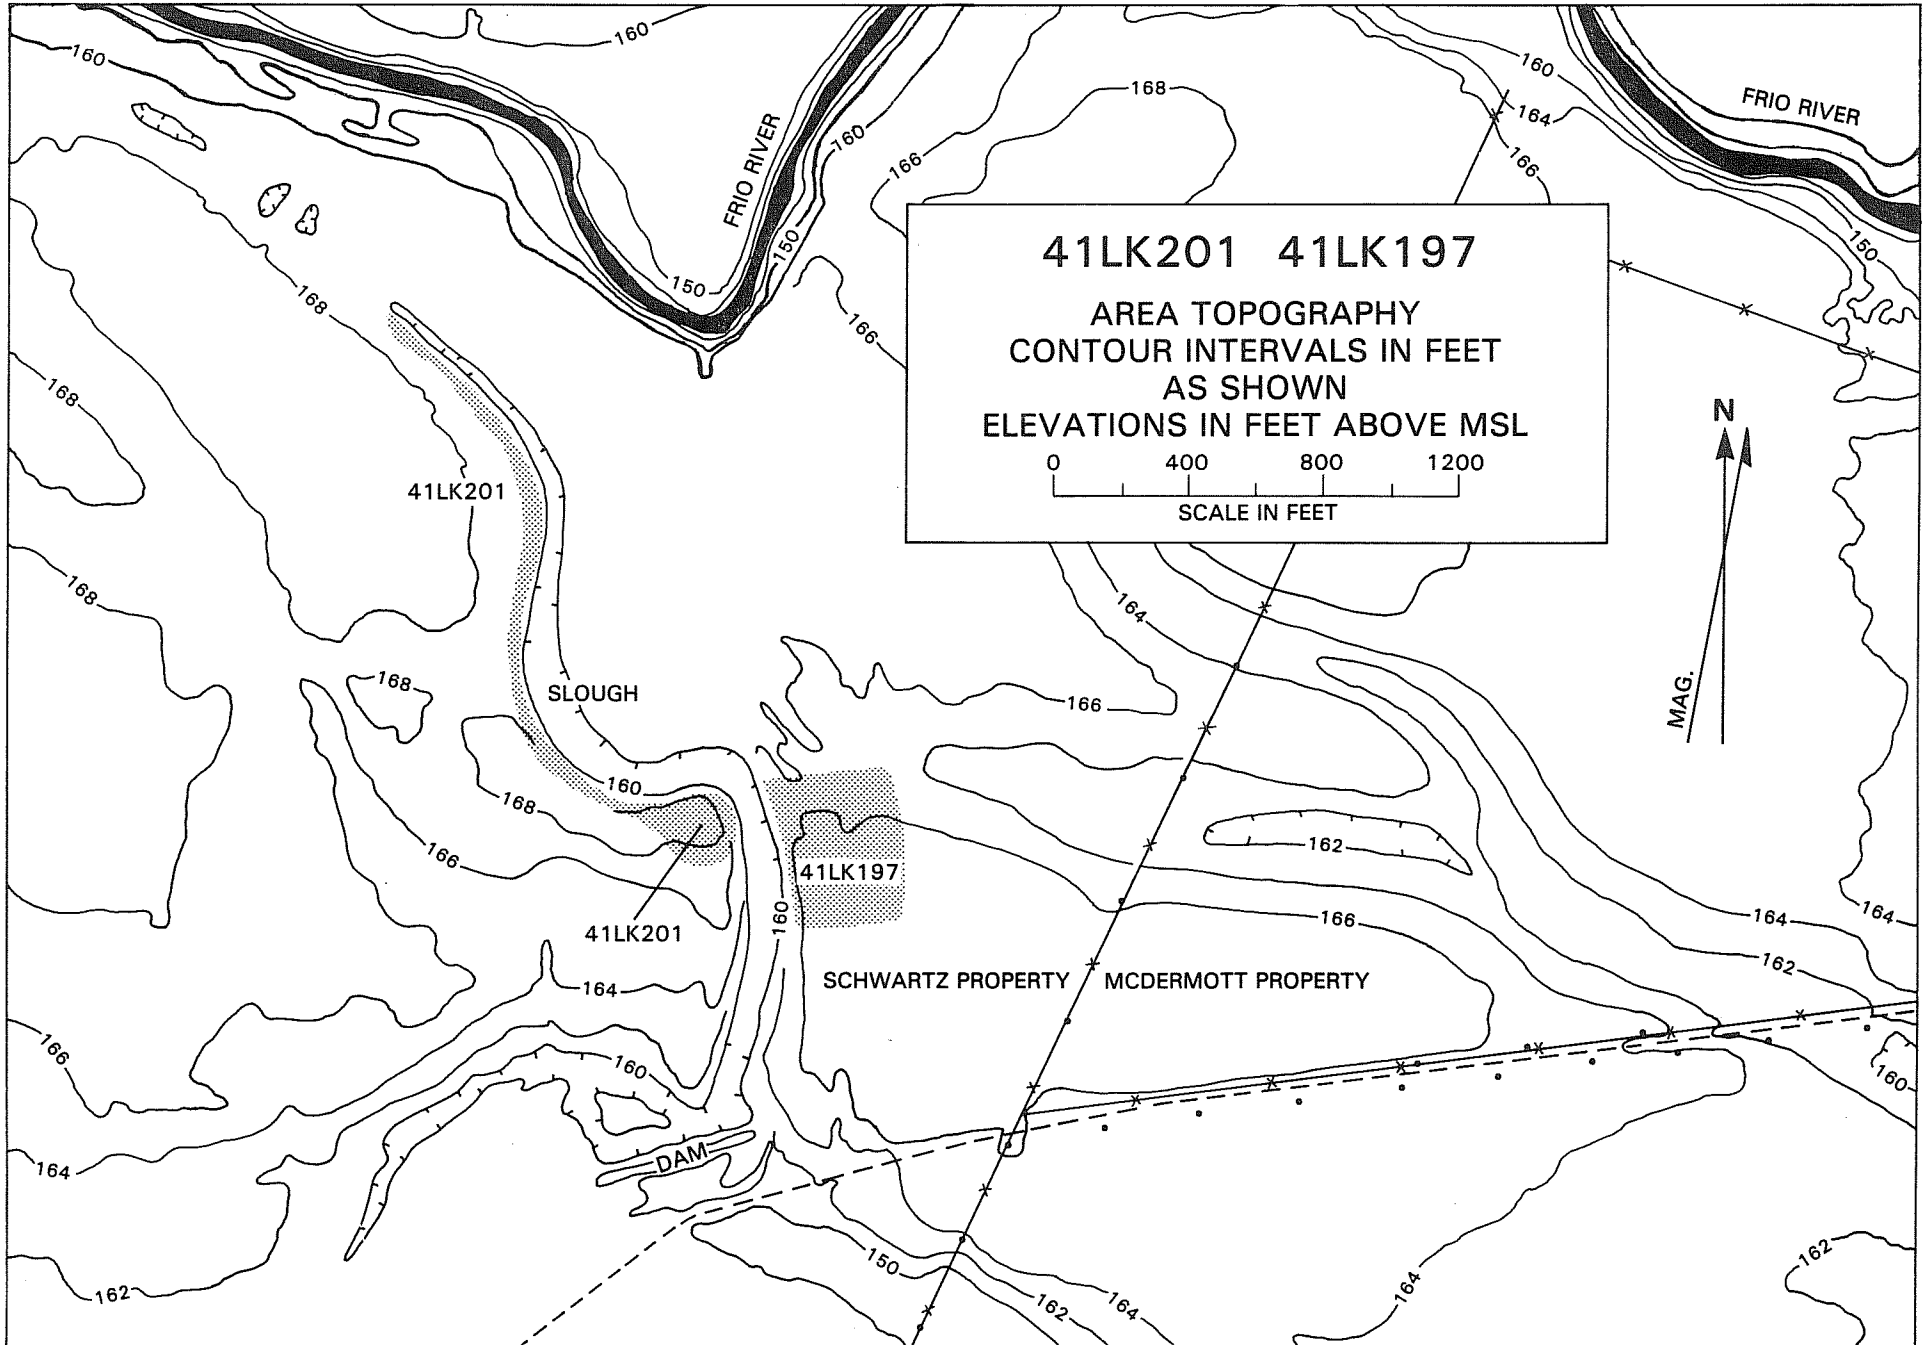 160
160
FRIO RIVER
160
150
150
168
166
166
160
164
166
FRIO RIVER
150
41LK201 41LK197
AREA TOPOGRAPHY
CONTOUR INTERVALS IN FEET
AS SHOWN
ELEVATIONS IN FEET ABOVE MSL
0 400 800 1200
SCALE IN FEET
N
MAG.
168
168
41LK201
168
168
SLOUGH
160
168
166
41LK201
164
160
41LK197
166
164
162
166
164
164
162
SCHWARTZ PROPERTY MCDERMOTT PROPERTY
166
160
160
164
DAM
162
150
162
164
164
162